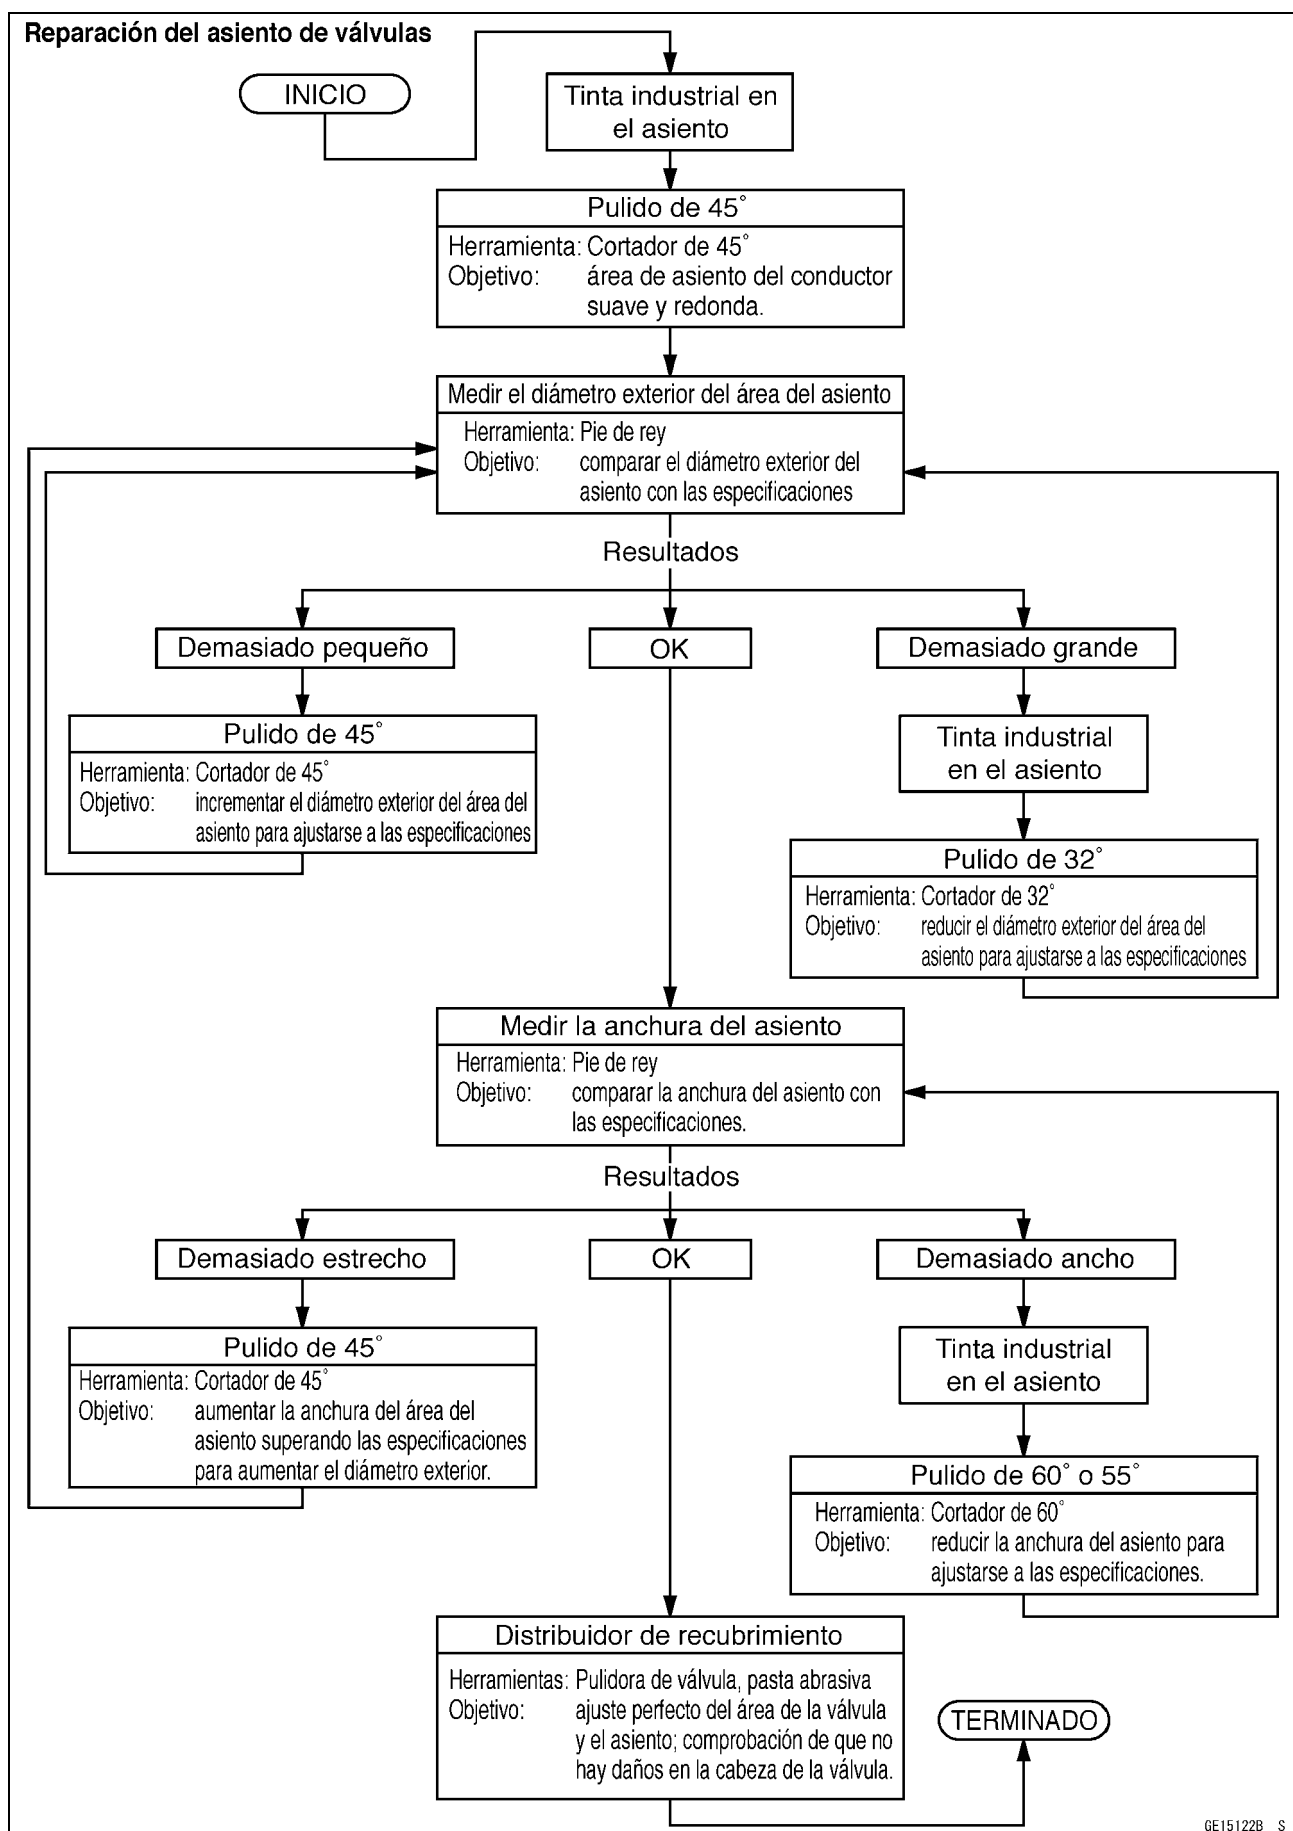 Reparación del asiento de válvulas
INICIO
Tinta industrial en
el asiento
Pulido de 45°
Herramienta: Cortador de 45°
Objetivo: área de asiento del conductor
suave y redonda.
Medir el diámetro exterior del área del asiento
Herramienta: Pie de rey
Objetivo: comparar el diámetro exterior del
asiento con las especificaciones
Resultados
Demasiado pequeño
OK
Demasiado grande
Pulido de 45°
Herramienta: Cortador de 45°
Objetivo: incrementar el diámetro exterior del área del
asiento para ajustarse a las especificaciones
Tinta industrial
en el asiento
Pulido de 32°
Herramienta: Cortador de 32°
Objetivo: reducir el diámetro exterior del área del
asiento para ajustarse a las especificaciones
Medir la anchura del asiento
Herramienta: Pie de rey
Objetivo: comparar la anchura del asiento con
las especificaciones.
Resultados
Demasiado estrecho
OK
Demasiado ancho
Pulido de 45°
Herramienta: Cortador de 45°
Objetivo: aumentar la anchura del área del
asiento superando las especificaciones
para aumentar el diámetro exterior.
Tinta industrial
en el asiento
Pulido de 60° o 55°
Herramienta: Cortador de 60°
Objetivo: reducir la anchura del asiento para
ajustarse a las especificaciones.
Distribuidor de recubrimiento
Herramientas: Pulidora de válvula, pasta abrasiva
Objetivo: ajuste perfecto del área de la válvula
y el asiento; comprobación de que no
hay daños en la cabeza de la válvula.
TERMINADO
GE15122B S